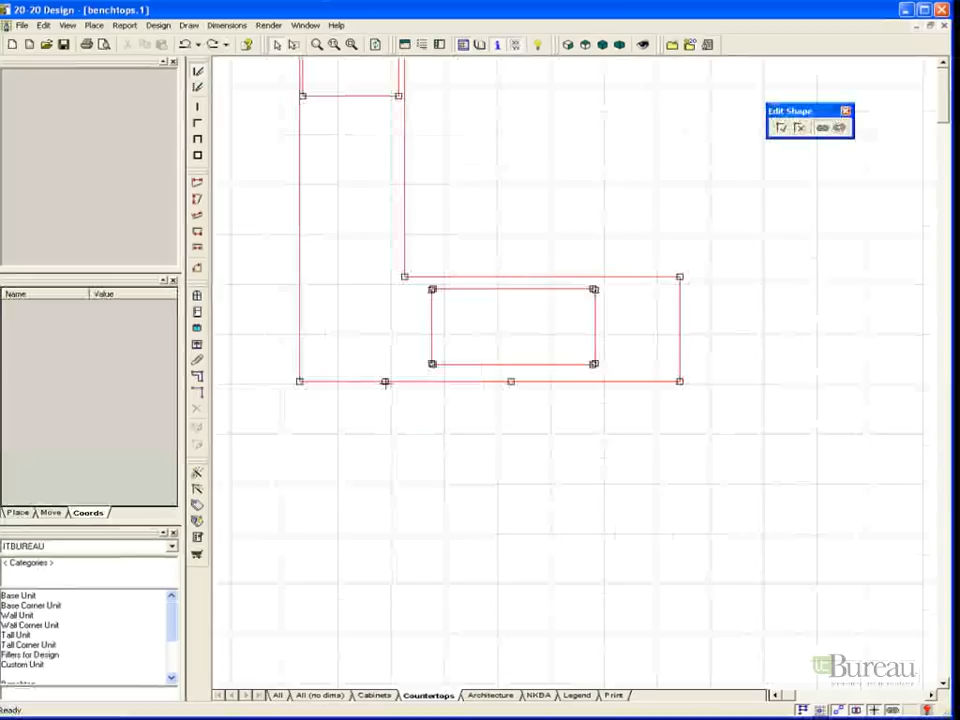 20-20 Design - [benchtops.1]
File Edit View Place Report Design Draw Render Dimensions Window Help
Edit Shape
Name Value
Place Move Coords
ITBUREAU
< Categories >
Base Unit
Base Corner Unit
Wall Unit
Wall Corner Unit
Tall Unit
Tall Corner Unit
Fillers for Design
Custom Unit
All All (no dims) Cabinets Countertops Architecture NKBA Legend Print
Ready
itBureau